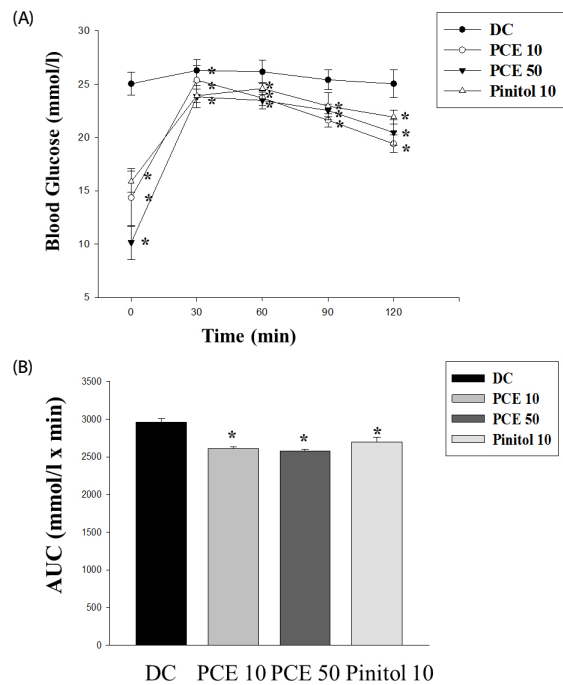 (A)
DC
PCE 10
PCE 50
Pinitol 10
Blood Glucose (mmol/l)
30
25
20
15
10
5
* * * *
* * *
* * *
* * *
* * *
0 30 60 90 120
Time (min)
(B)
DC
PCE 10
PCE 50
Pinitol 10
AUC (mmol/l x min)
3500
3000
2500
2000
1500
1000
500
0
* * *
DC PCE 10 PCE 50 Pinitol 10